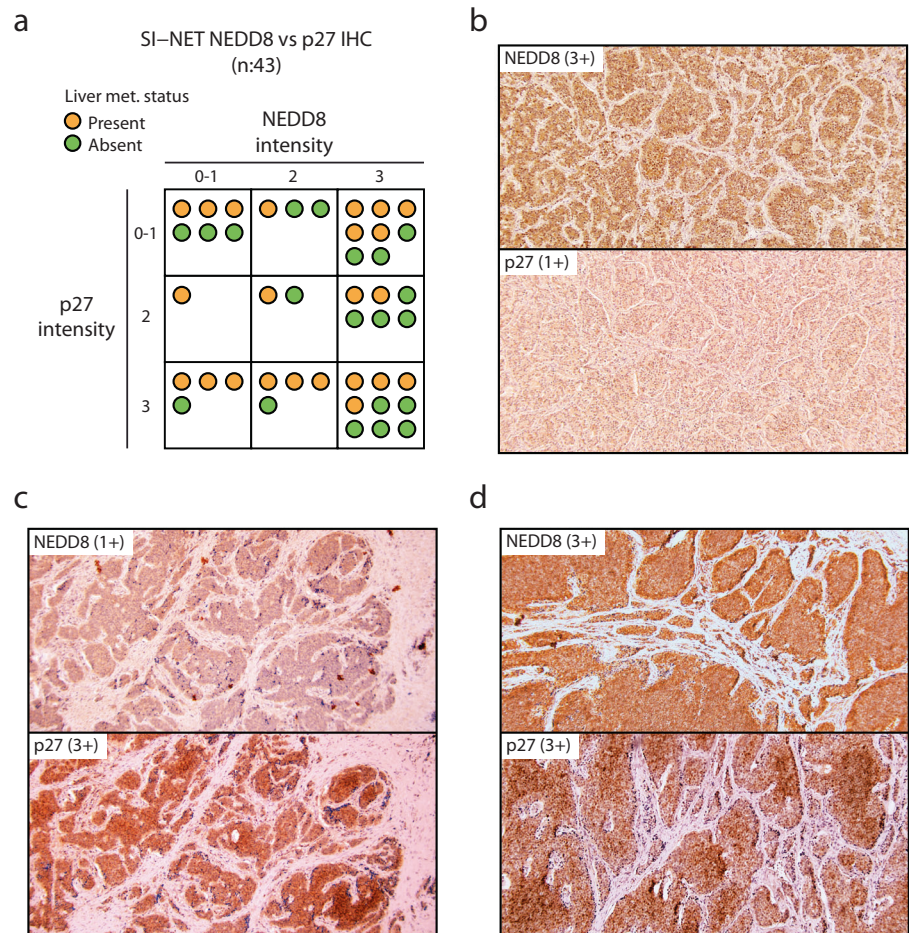 a
SI–NET NEDD8 vs p27 IHC
(n:43)
Liver met. status
Present
Absent
NEDD8
intensity
0-1 2 3
p27
intensity
0-1
2
3
b
NEDD8 (3+)
p27 (1+)
c
NEDD8 (1+)
p27 (3+)
d
NEDD8 (3+)
p27 (3+)